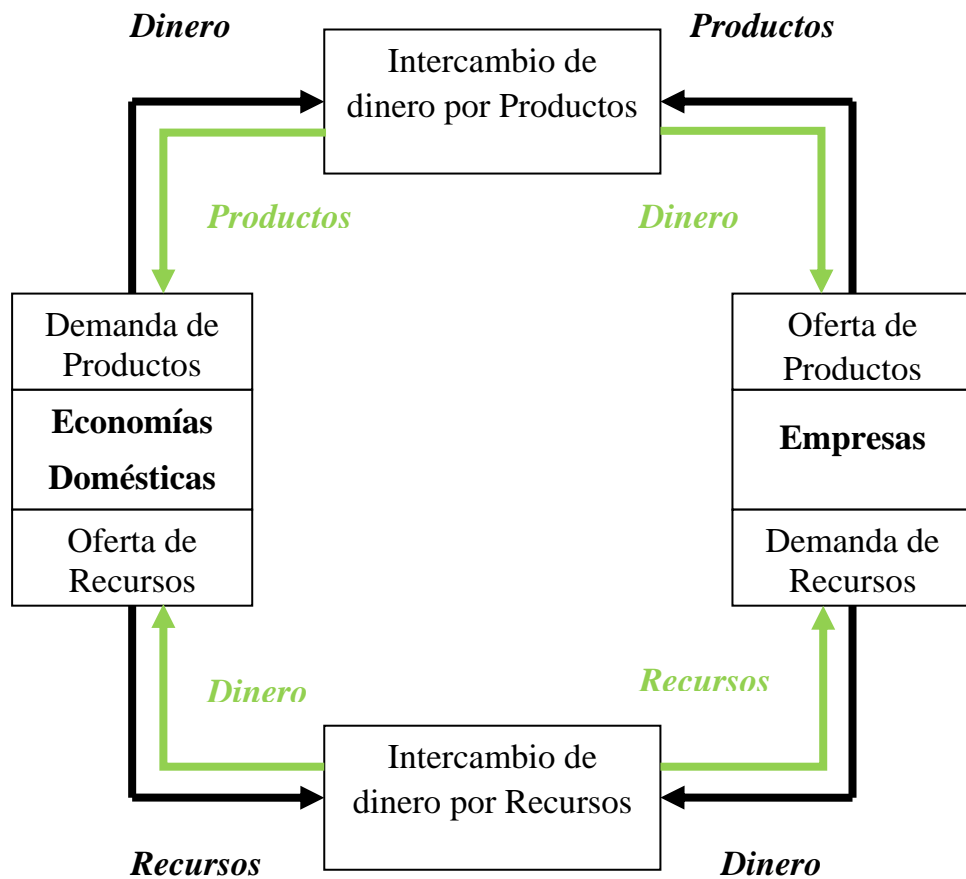 Dinero
Productos
Intercambio de
dinero por Productos
Productos
Dinero
Demanda de
Productos
Economías
Domésticas
Oferta de
Recursos
Oferta de
Productos
Empresas
Demanda de
Recursos
Dinero
Recursos
Intercambio de
dinero por Recursos
Recursos
Dinero